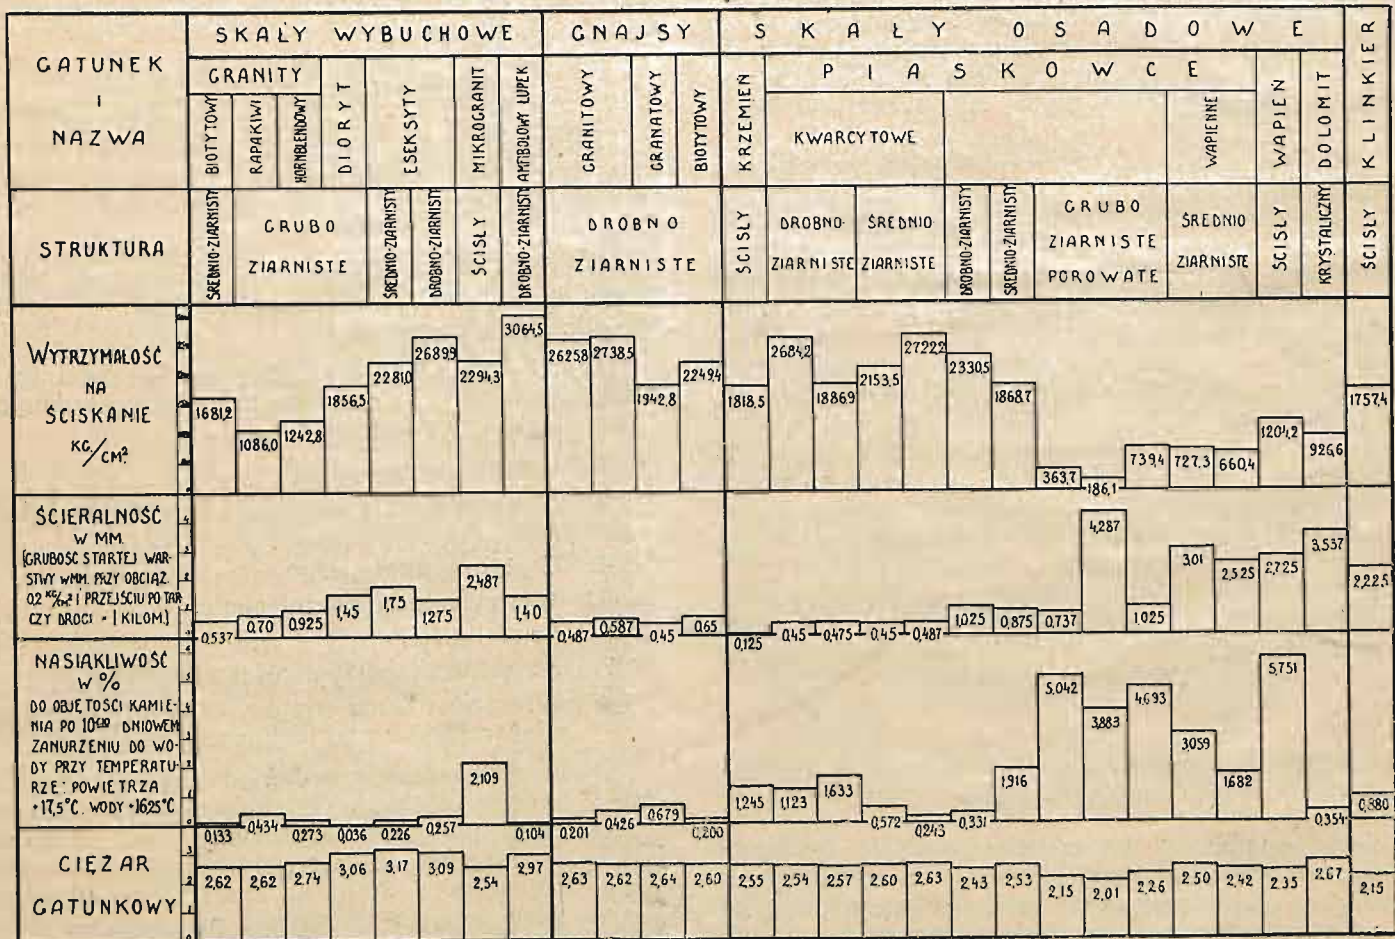 SKAŁY WYBUCHOWE
GNAJSY
SKAŁY OSADOWE
KLINKIER
GATUNEK
I
NAZWA
GRANITY
DIORYT
ESEKSYTY
MIKROGRANIT
AMFIBOLOWY ŁUPEK
GRANITOWY
GRANATOWY
BIOTYTOWY
KRZEMIEŃ
PIASKOWCE
WAPIEŃ
DOLOMIT
BIOTYTOWY
RAPAKIWI
HORNBLENDOWY
KWARCYTOWE
WAPIENNE
STRUKTURA
ŚREDNIO-ZIARNISTY
GRUBO
ZIARNISTE
ŚREDNIO-ZIARNISTY
DROBNO-ZIARNISTY
ŚCISŁY
DROBNO-ZIARNISTY
DROBNO
ZIARNISTE
ŚCISŁY
DROBNO-
ZIARNISTE
ŚREDNIO
ZIARNISTE
DROBNO-ZIARNISTY
ŚREDNIO-ZIARNISTY
GRUBO
ZIARNISTE
POROWATE
ŚREDNIO
ZIARNISTE
ŚCISŁY
KRYSTALICZNY
ŚCISŁY
WYTRZYMAŁOŚĆ
NA
ŚCISKANIE
KG/CM²
1681,2 1086,0 1242,8 1856,5 2281,0 2689,9 2294,3 3064,5 2625,8 2738,5 1942,8 2249,4 1818,5 2684,2 1886,9 2153,5 2722,2 2330,5 1868,7 363,7 186,1 739,4 727,3 660,4 1204,2 926,6 1757,4
ŚCIERALNOŚĆ
W MM.
(GRUBOŚĆ STARTEJ WAR-
STWY W MM. PRZY OBCIĄŻ.
0,2 KG/ I PRZEJŚCIU PO TAR
CZY DROGI = 1 KILOM.)
0,537 0,70 0,925 1,45 1,75 1,275 2,487 1,40 0,487 0,587 0,45 0,65 0,125 0,45 0,475 0,45 0,487 1,025 0,875 0,737 4,287 1,025 3,01 2,525 2,725 3,537 2,225
NASIĄKLIWOŚĆ
W %
DO OBJĘTOŚCI KAMIE-
NIA PO 10 DNIOWEM
ZANURZENIU DO WO-
DY PRZY TEMPERATU-
RZE: POWIETRZA
+17,5°C. WODY +16,25°C
0,133 0,434 0,273 0,036 0,226 0,257 2,109 0,104 0,201 0,426 0,679 0,200 1,245 1,123 1,633 0,572 0,243 0,331 1,916 5,042 3,883 4,693 3,059 1,682 5,751 0,354 0,880
CIĘŻAR
GATUNKOWY
2,62 2,62 2,74 3,06 3,17 3,09 2,54 2,97 2,63 2,62 2,64 2,60 2,55 2,54 2,57 2,60 2,63 2,43 2,53 2,15 2,01 2,26 2,50 2,42 2,35 2,67 2,15